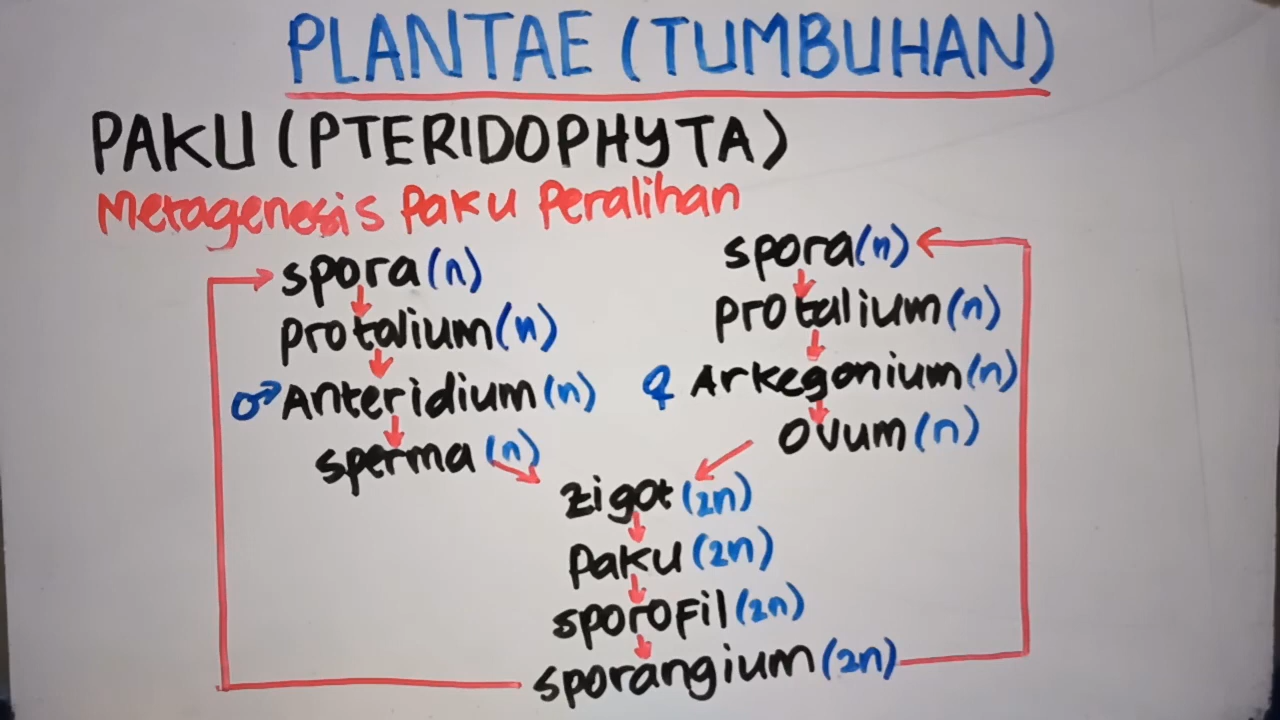 PLANTAE (TUMBUHAN)
PAKU (PTERIDOPHYTA)
Metagenesis Paku Peralihan
spora (n)
protalium (n)
♂ Anteridium (n)
sperma (n)
spora (n)
protalium (n)
♀ Arkegonium (n)
ovum (n)
zigot (2n)
Paku (2n)
sporofil (2n)
sporangium (2n)